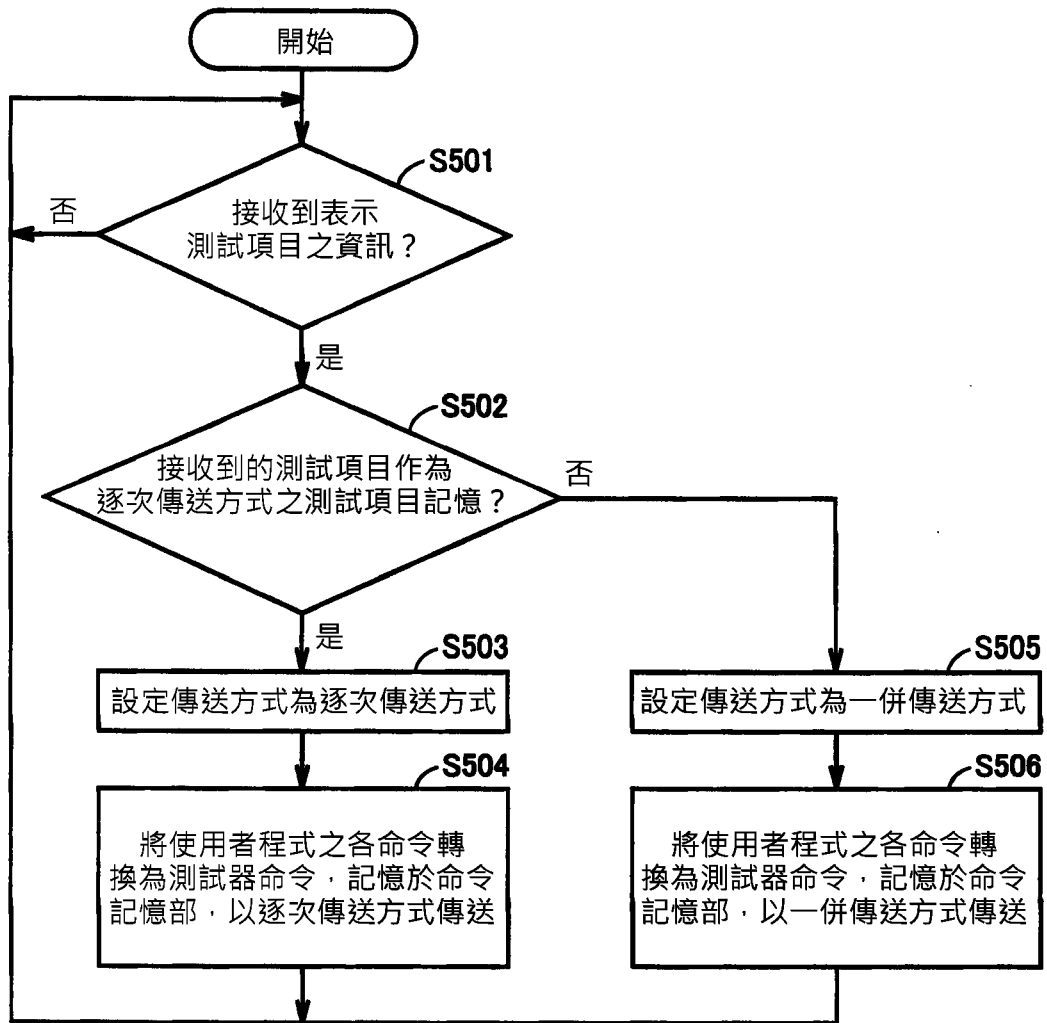 開始
S501
接收到表示
測試項目之資訊？
否
是
S502
接收到的測試項目作為
逐次傳送方式之測試項目記憶？
否
是
S503
設定傳送方式為逐次傳送方式
S505
設定傳送方式為一併傳送方式
S504
將使用者程式之各命令轉
換為測試器命令，記憶於命令
記憶部，以逐次傳送方式傳送
S506
將使用者程式之各命令轉
換為測試器命令，記憶於命令
記憶部，以一併傳送方式傳送